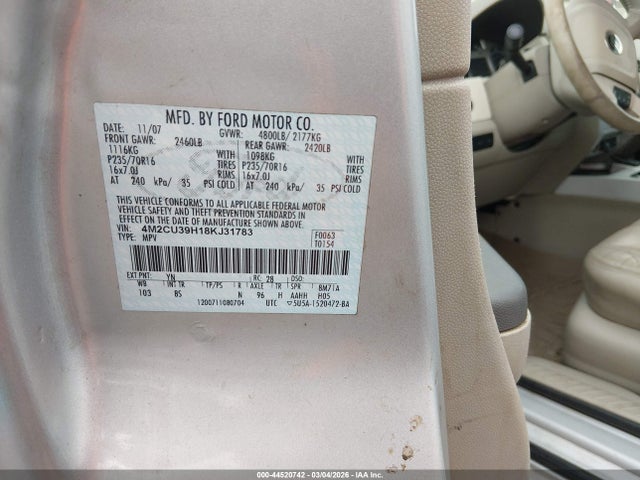 MFD. BY FORD MOTOR CO.
11/07 GVWR: 4800LB/ 2177KG
FRONT GAWR: 2460LB REAR GAWR: 2420LB
1116KG WITH 1098KG WITH
P235/70R16 TIRES P235/70R16 TIRES
16x7.0J RIMS 16x7.0J RIMS
AT 240 kPa/ 35 PSI COLD AT 240 kPa/ 35 PSI COLD
THIS VEHICLE CONFORMS TO ALL APPLICABLE FEDERAL MOTOR
VEHICLE SAFETY AND THEFT PREVENTION STANDARDS IN
EFFECT ON THE DATE OF MANUFACTURE SHOWN ABOVE.
VIN: 4M2CU39H18KJ31783 F0063
TYPE: MPV T0154
EXT PNT: YN RC: 28 DSO:
WB INT TR TP/PS R AXLE TR SPR BM71A
103 BS N 96 H AAHH H05
1200711080704 UTC ▽5U5A-1520472-BA
000-44520742 | 03/04/2026 - IAA, Inc.